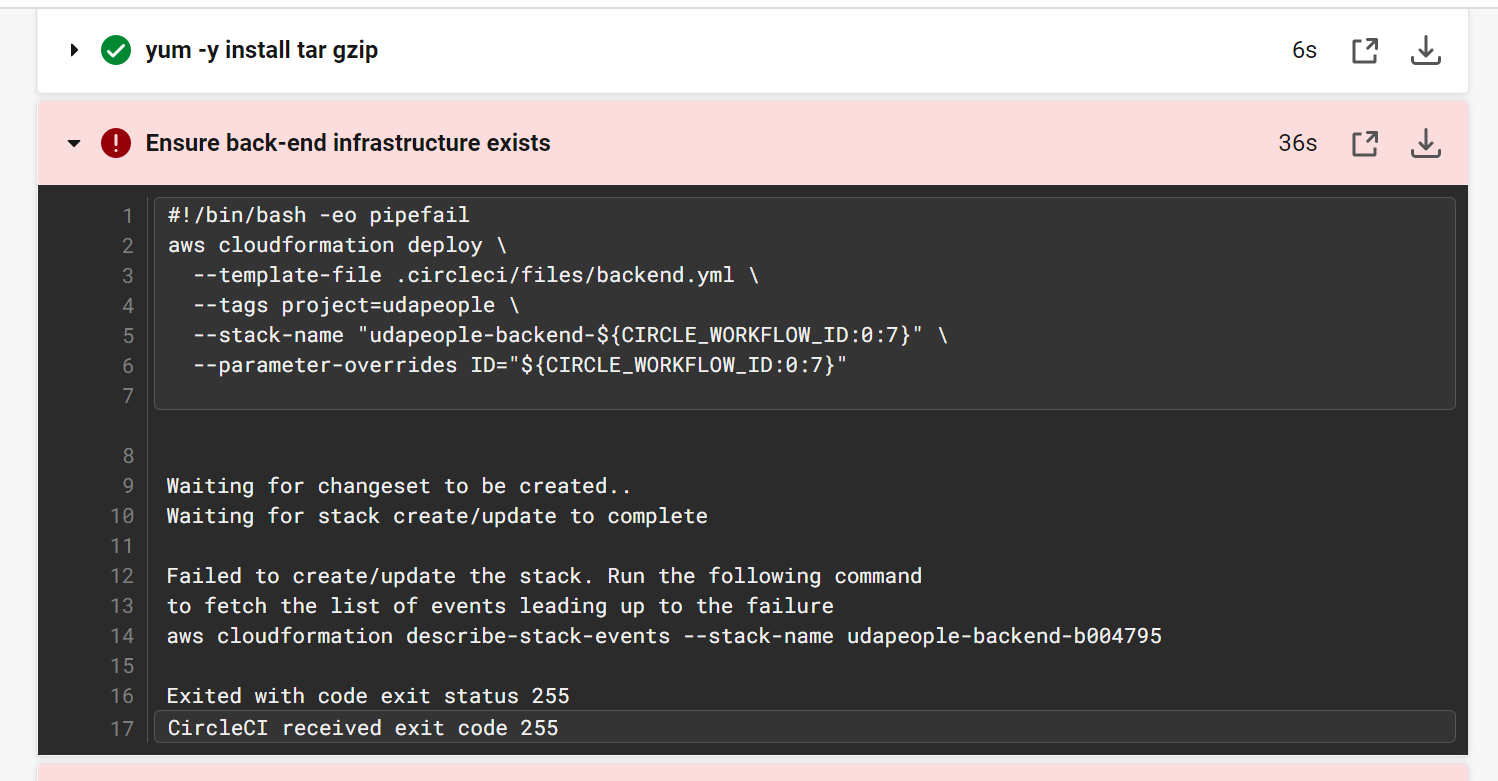 yum -y install tar gzip 6s
Ensure back-end infrastructure exists 36s
1 #!/bin/bash -eo pipefail
2 aws cloudformation deploy \
3   --template-file .circleci/files/backend.yml \
4   --tags project=udapeople \
5   --stack-name "udapeople-backend-${CIRCLE_WORKFLOW_ID:0:7}" \
6   --parameter-overrides ID="${CIRCLE_WORKFLOW_ID:0:7}"
7
8
9 Waiting for changeset to be created..
10 Waiting for stack create/update to complete
11
12 Failed to create/update the stack. Run the following command
13 to fetch the list of events leading up to the failure
14 aws cloudformation describe-stack-events --stack-name udapeople-backend-b004795
15
16 Exited with code exit status 255
17 CircleCI received exit code 255